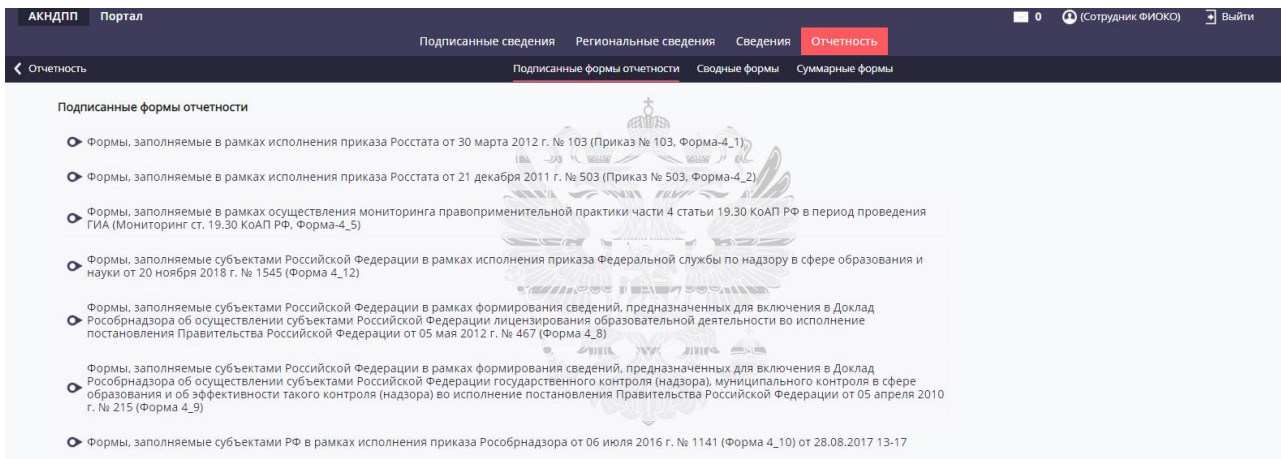 АКНДПП Портал 0 (Сотрудник ФИОКО) Выйти
Подписанные сведения Региональные сведения Сведения Отчетность
Отчетность Подписанные формы отчетности Сводные формы Суммарные формы
Подписанные формы отчетности
Формы, заполняемые в рамках исполнения приказа Росстата от 30 марта 2012 г. № 103 (Приказ № 103, Форма-4_1)
Формы, заполняемые в рамках исполнения приказа Росстата от 21 декабря 2011 г. № 503 (Приказ № 503, Форма-4_2)
Формы, заполняемые в рамках осуществления мониторинга правоприменительной практики части 4 статьи 19.30 КоАП РФ в период проведения
ГИА (Мониторинг ст. 19.30 КоАП РФ, Форма-4_5)
Формы, заполняемые субъектами Российской Федерации в рамках исполнения приказа Федеральной службы по надзору в сфере образования и
науки от 20 ноября 2018 г. № 1545 (Форма 4_12)
Формы, заполняемые субъектами Российской Федерации в рамках формирования сведений, предназначенных для включения в Доклад
Рособрнадзора об осуществлении субъектами Российской Федерации лицензирования образовательной деятельности во исполнение
постановления Правительства Российской Федерации от 05 мая 2012 г. № 467 (Форма 4_8)
Формы, заполняемые субъектами Российской Федерации в рамках формирования сведений, предназначенных для включения в Доклад
Рособрнадзора об осуществлении субъектами Российской Федерации государственного контроля (надзора), муниципального контроля в сфере
образования и об эффективности такого контроля (надзора) во исполнение постановления Правительства Российской Федерации от 05 апреля 2010
г. № 215 (Форма 4_9)
Формы, заполняемые субъектами РФ в рамках исполнения приказа Рособрнадзора от 06 июля 2016 г. № 1141 (Форма 4_10) от 28.08.2017 13-17